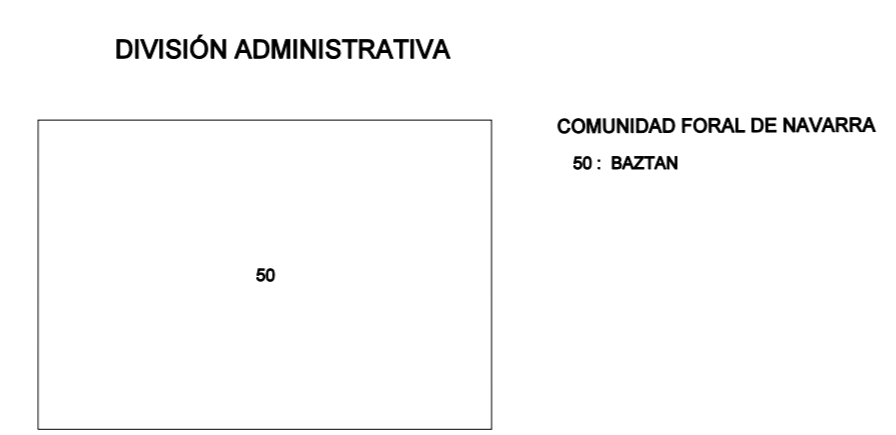 DIVISIÓN ADMINISTRATIVA
50
COMUNIDAD FORAL DE NAVARRA
50 : BAZTAN